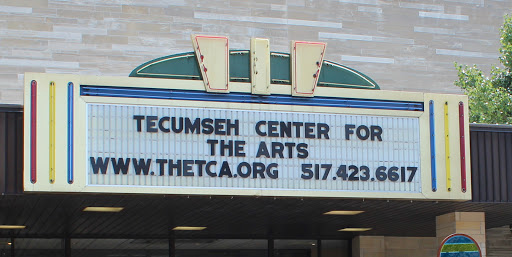 TECUMSEH CENTER FOR
THE ARTS
WWW.THETCA.ORG 517.423.6617